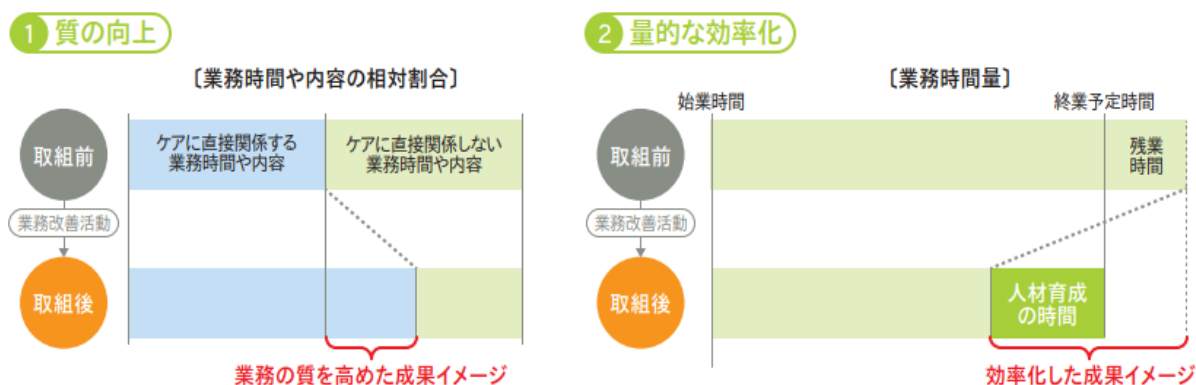 1 質の向上
〔業務時間や内容の相対割合〕
取組前
ケアに直接関係する
業務時間や内容
ケアに直接関係しない
業務時間や内容
業務改善活動
取組後
業務の質を高めた成果イメージ
2 量的な効率化
〔業務時間量〕
始業時間
終業予定時間
取組前
残業
時間
業務改善活動
取組後
人材育成
の時間
効率化した成果イメージ